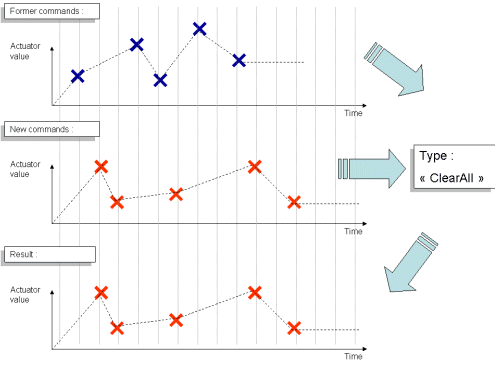 Former commands :
Actuator
value
Time
New commands :
Actuator
value
Time
Type :
« ClearAll »
Result :
Actuator
value
Time